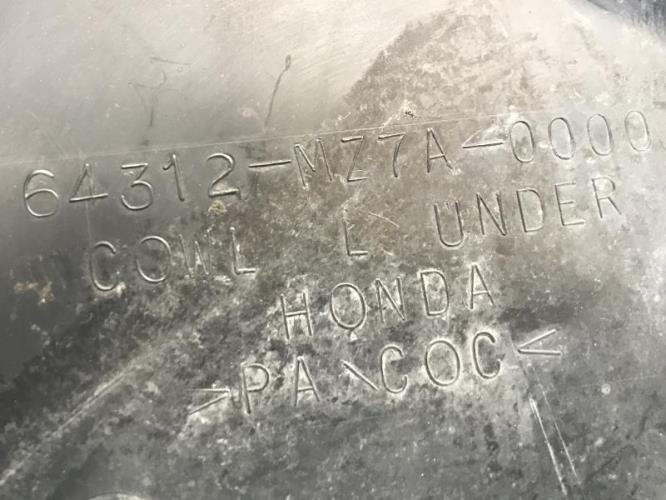 64312-MZ7A-0000
COWL L UNDER
HONDA
>PA\COC<